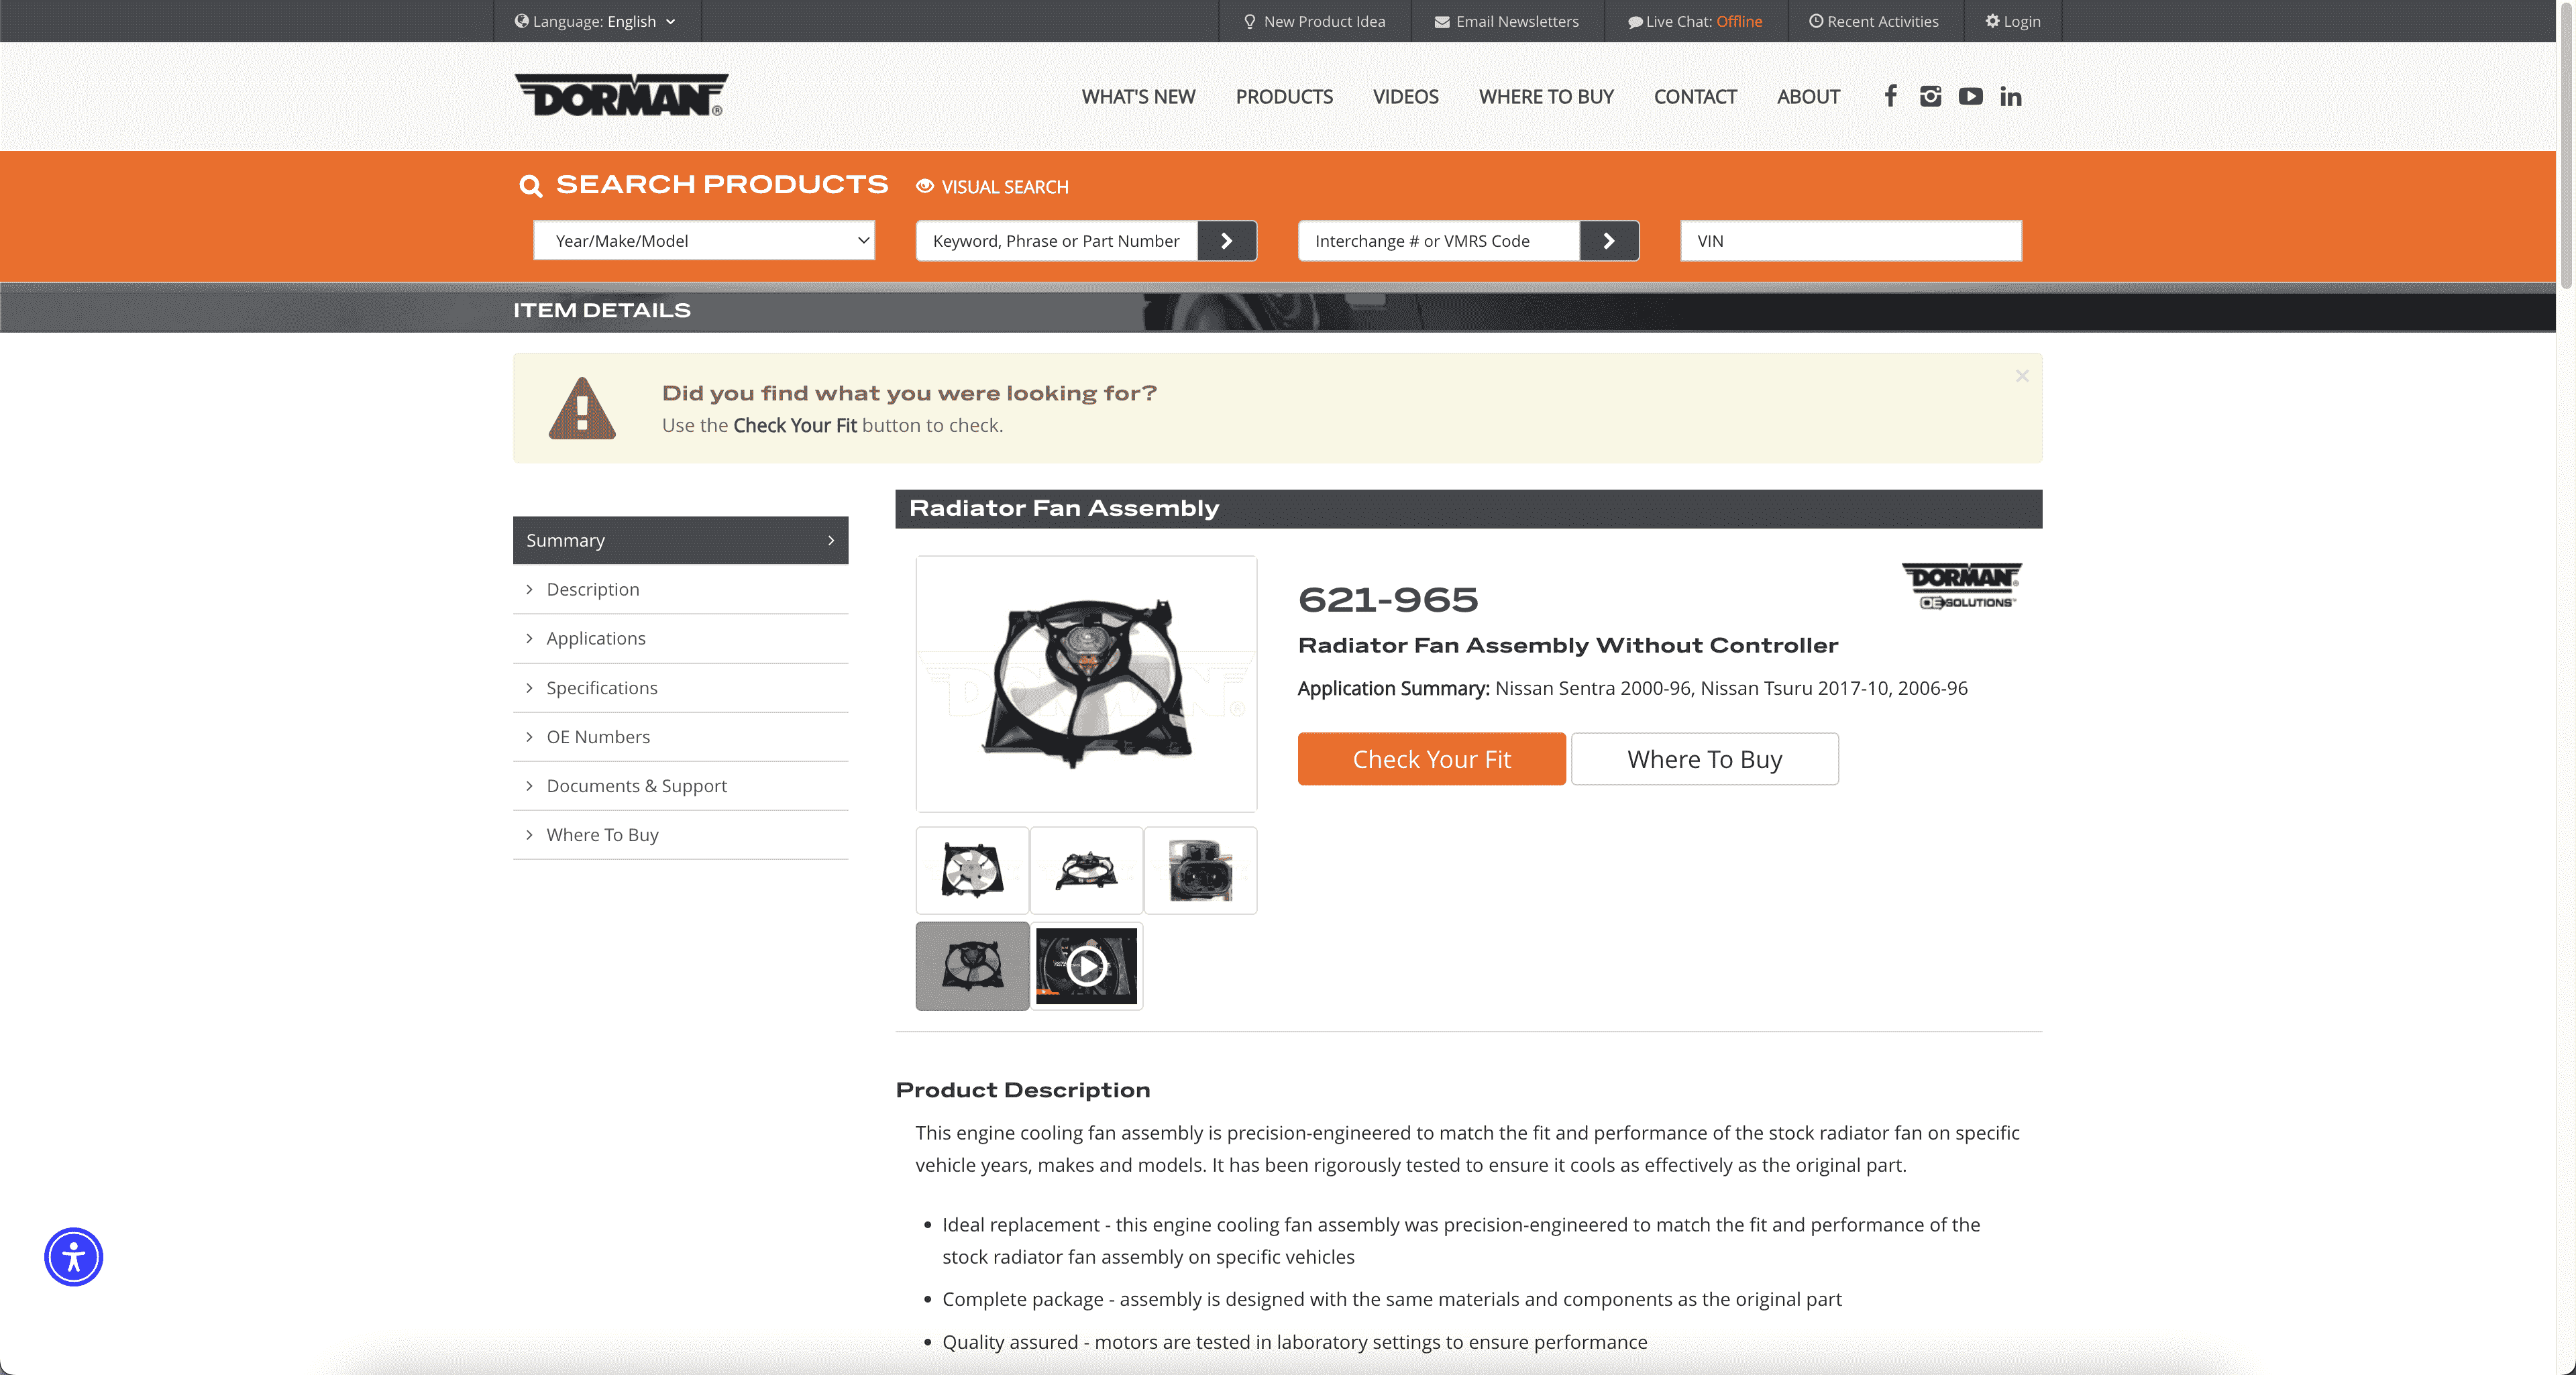 Language: English
New Product Idea
Email Newsletters
Live Chat: Offline
Recent Activities
Login
DORMAN®
WHAT'S NEW
PRODUCTS
VIDEOS
WHERE TO BUY
CONTACT
ABOUT
SEARCH PRODUCTS
VISUAL SEARCH
Year/Make/Model
Keyword, Phrase or Part Number
Interchange # or VMRS Code
VIN
ITEM DETAILS
Did you find what you were looking for?
Use the Check Your Fit button to check.
×
Summary
Description
Applications
Specifications
OE Numbers
Documents & Support
Where To Buy
Radiator Fan Assembly
DORMAN®
621-965
DORMAN®
OE SOLUTIONS™
Radiator Fan Assembly Without Controller
Application Summary: Nissan Sentra 2000-96, Nissan Tsuru 2017-10, 2006-96
Check Your Fit
Where To Buy
Product Description
This engine cooling fan assembly is precision-engineered to match the fit and performance of the stock radiator fan on specific
vehicle years, makes and models. It has been rigorously tested to ensure it cools as effectively as the original part.
• Ideal replacement - this engine cooling fan assembly was precision-engineered to match the fit and performance of the
stock radiator fan assembly on specific vehicles
• Complete package - assembly is designed with the same materials and components as the original part
• Quality assured - motors are tested in laboratory settings to ensure performance